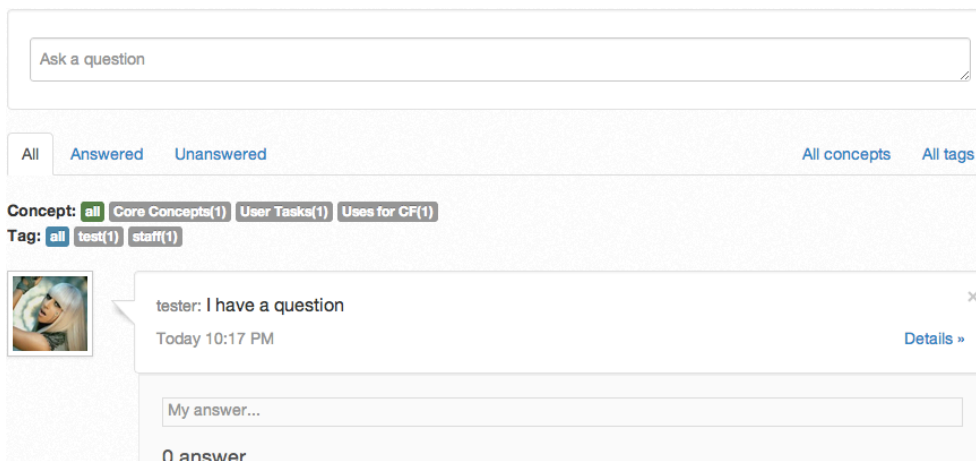 Ask a question
All Answered Unanswered All concepts All tags
Concept: all Core Concepts(1) User Tasks(1) Uses for CF(1)
Tag: all test(1) staff(1)
tester: I have a question ×
Today 10:17 PM Details »
My answer...
0 answer